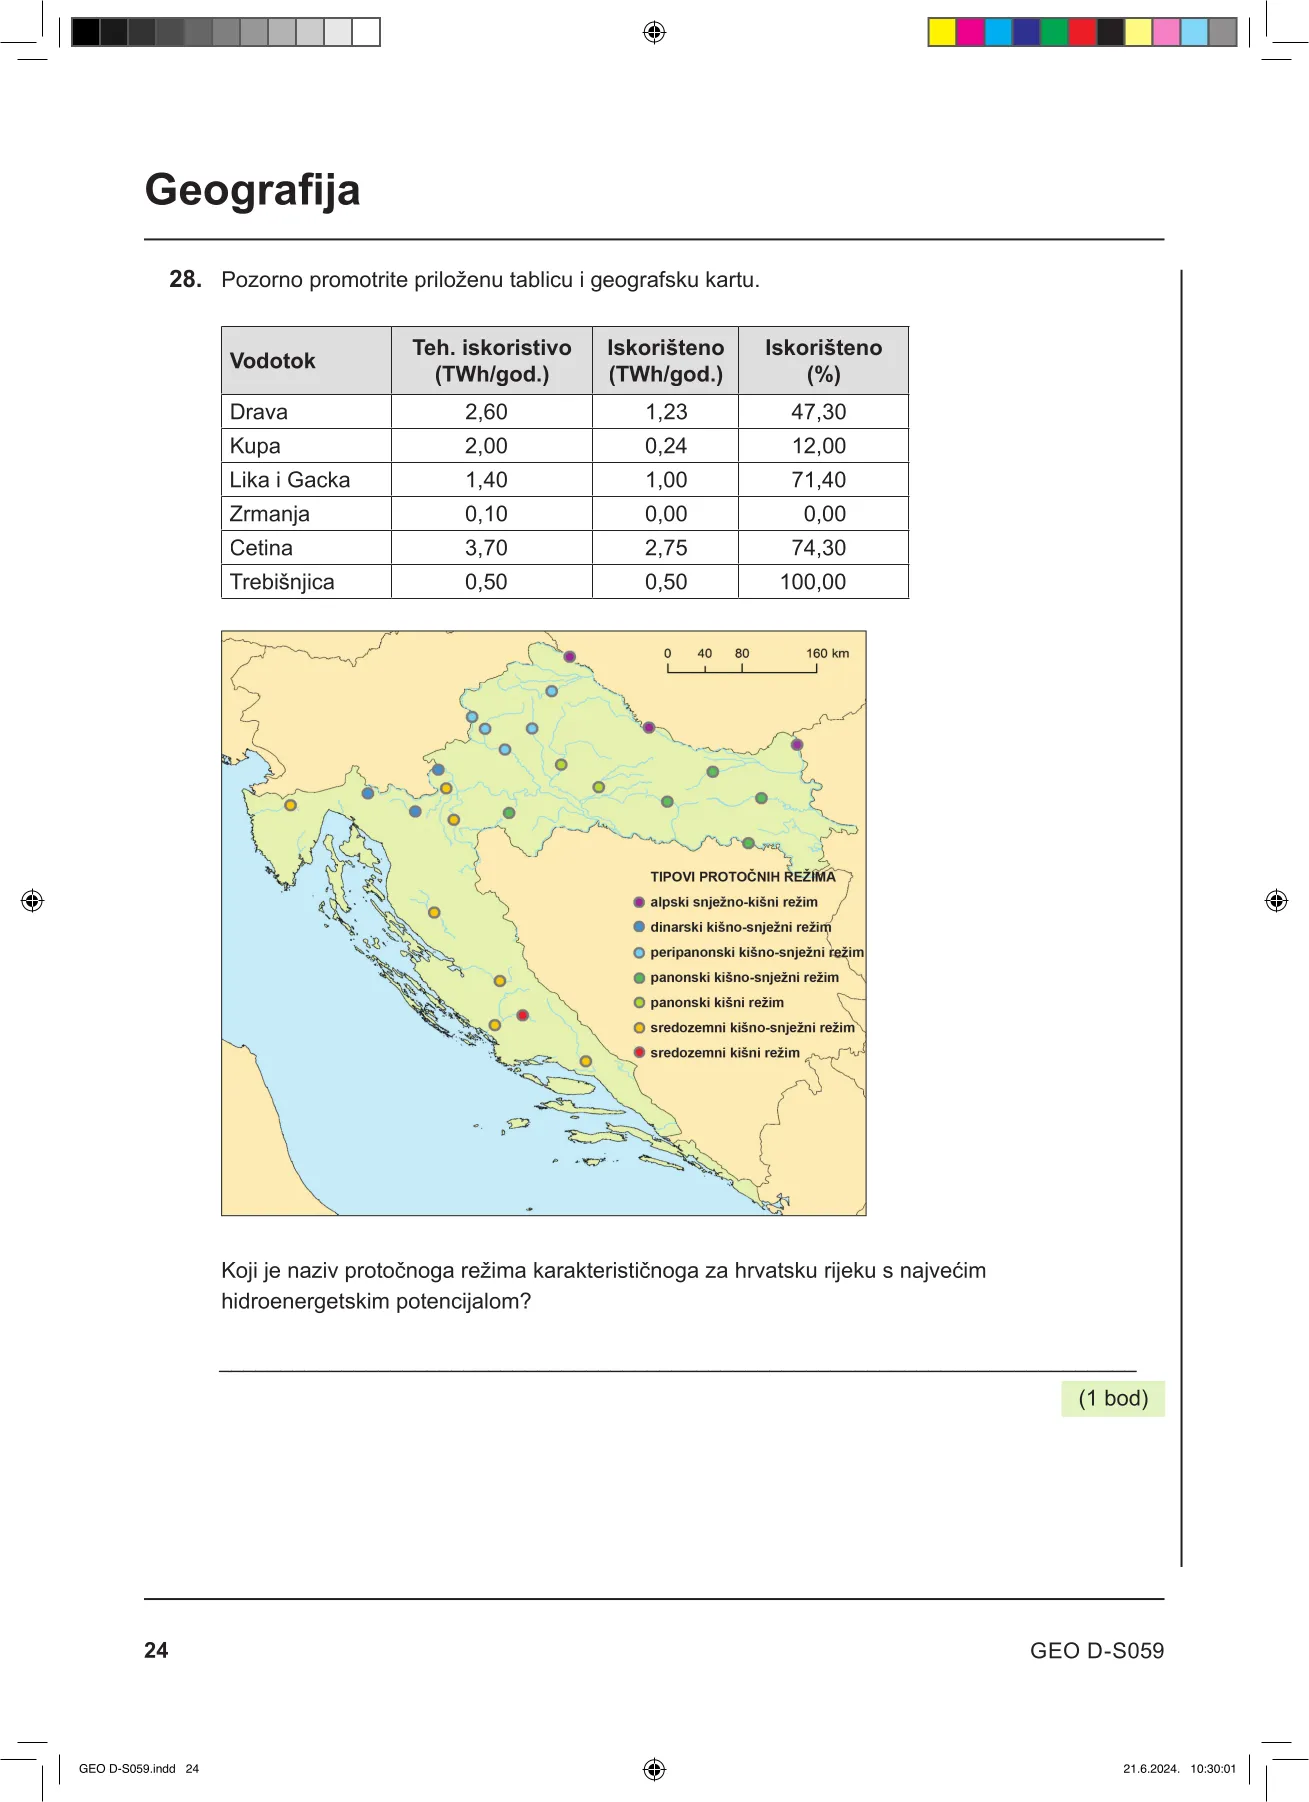 Geografija
28. Pozorno promotrite priloženu tablicu i geografsku kartu.
Vodotok Teh. iskoristivo (TWh/god.) Iskorišteno (TWh/god.) Iskorišteno (%)
Drava 2,60 1,23 47,30
Kupa 2,00 0,24 12,00
Lika i Gacka 1,40 1,00 71,40
Zrmanja 0,10 0,00 0,00
Cetina 3,70 2,75 74,30
Trebišnjica 0,50 0,50 100,00
0 40 80 160 km
TIPOVI PROTOČNIH REŽIMA
alpski snježno-kišni režim
dinarski kišno-snježni režim
peripanonski kišno-snježni režim
panonski kišno-snježni režim
panonski kišni režim
sredozemni kišno-snježni režim
sredozemni kišni režim
Koji je naziv protočnoga režima karakterističnoga za hrvatsku rijeku s najvećim
hidroenergetskim potencijalom?
(1 bod)
24 GEO D-S059
GEO D-S059.indd 24 21.6.2024. 10:30:01